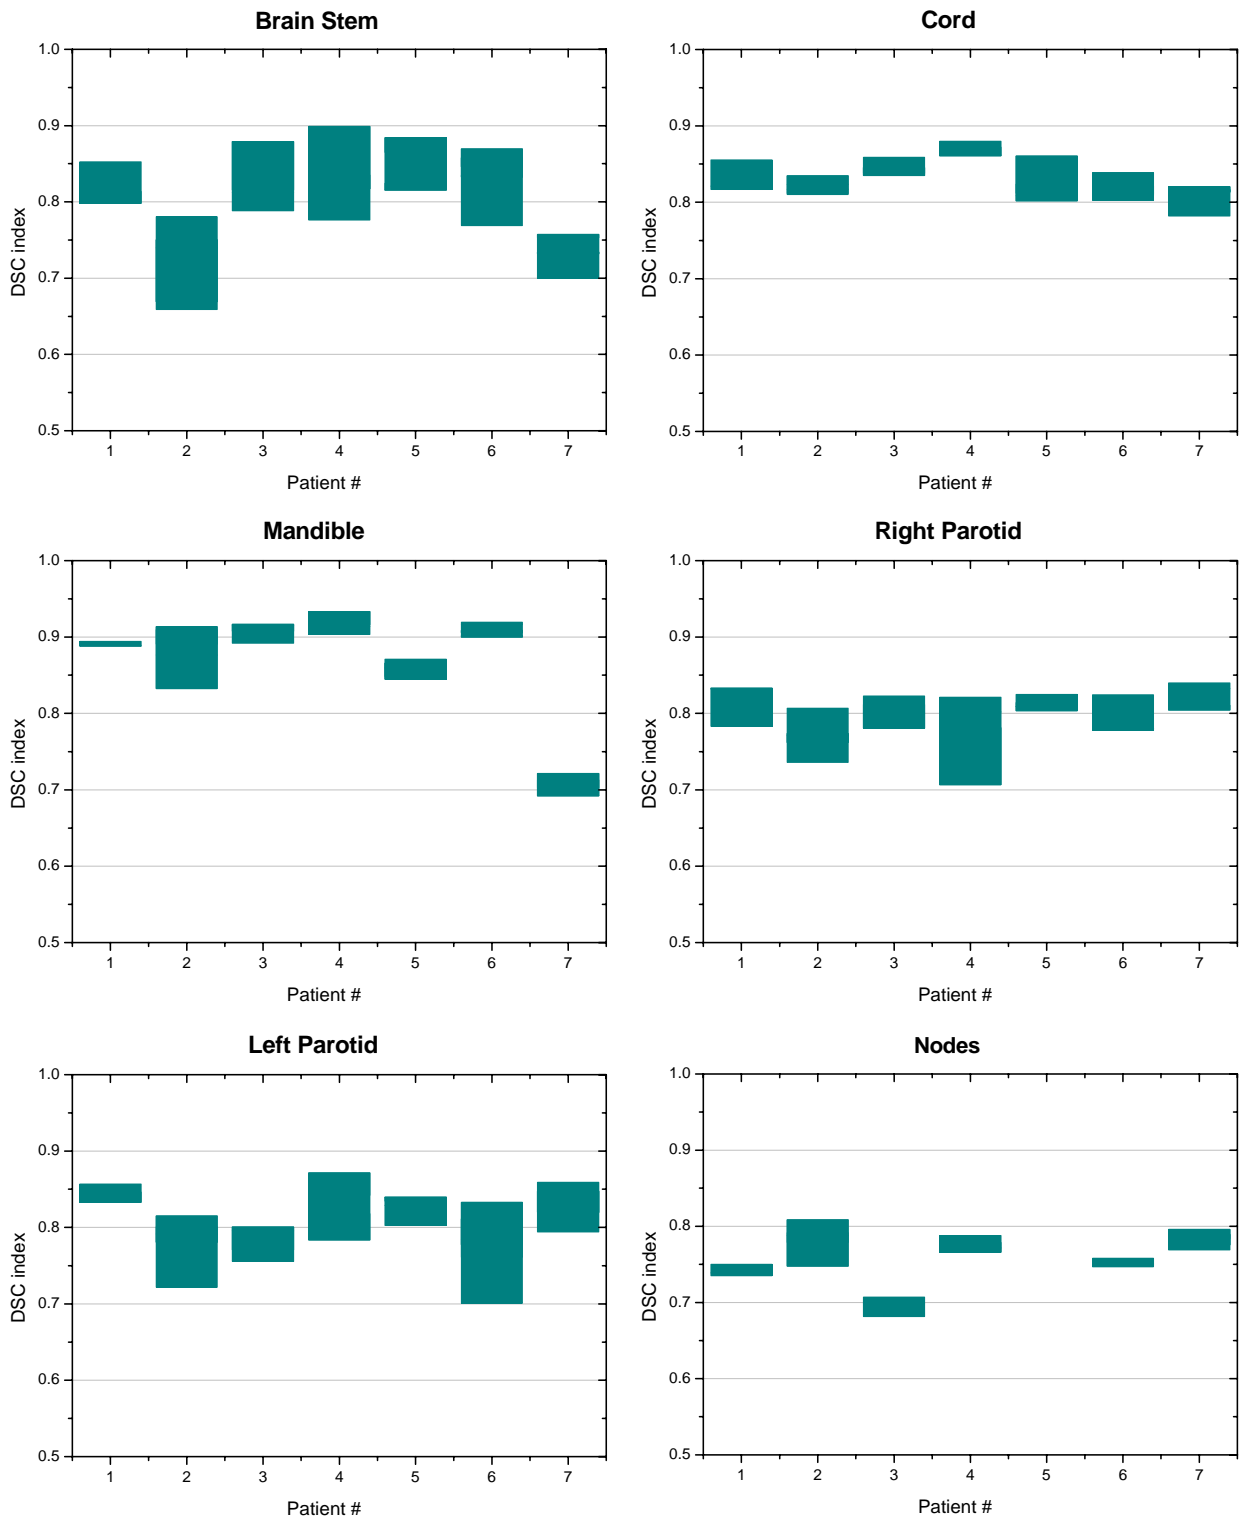 Brain Stem
1.0
0.9
0.8
0.7
0.6
0.5
DSC index
1 2 3 4 5 6 7
Patient #
Cord
1.0
0.9
0.8
0.7
0.6
0.5
DSC index
1 2 3 4 5 6 7
Patient #
Mandible
1.0
0.9
0.8
0.7
0.6
0.5
DSC index
1 2 3 4 5 6 7
Patient #
Right Parotid
1.0
0.9
0.8
0.7
0.6
0.5
DSC index
1 2 3 4 5 6 7
Patient #
Left Parotid
1.0
0.9
0.8
0.7
0.6
0.5
DSC index
1 2 3 4 5 6 7
Patient #
Nodes
1.0
0.9
0.8
0.7
0.6
0.5
DSC index
1 2 3 4 5 6 7
Patient #